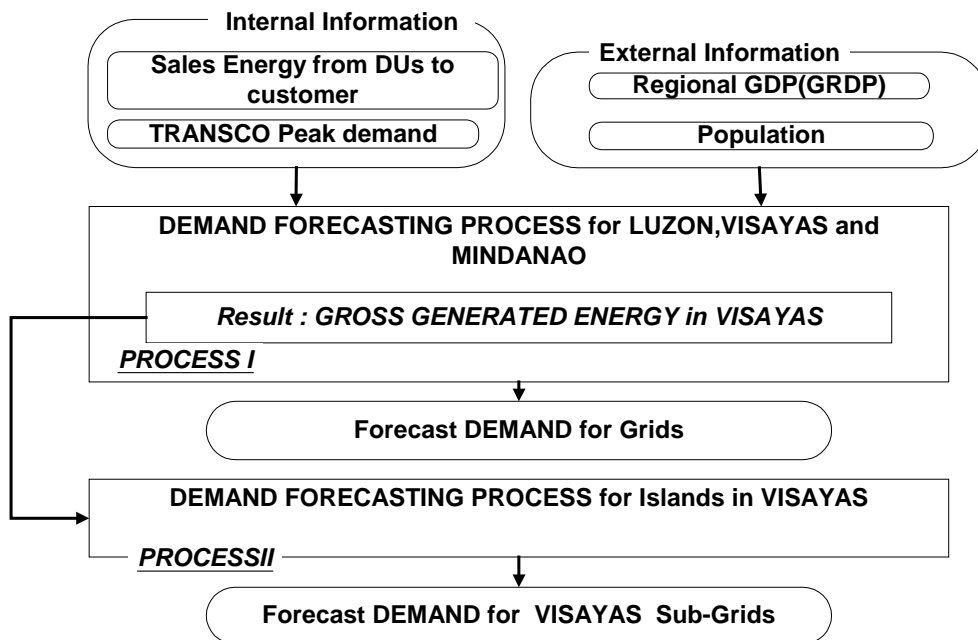 Internal Information
Sales Energy from DUs to
customer
TRANSCO Peak demand
External Information
Regional GDP(GRDP)
Population
DEMAND FORECASTING PROCESS for LUZON,VISAYAS and
MINDANAO
Result : GROSS GENERATED ENERGY in VISAYAS
PROCESS I
Forecast DEMAND for Grids
DEMAND FORECASTING PROCESS for Islands in VISAYAS
PROCESSII
Forecast DEMAND for VISAYAS Sub-Grids